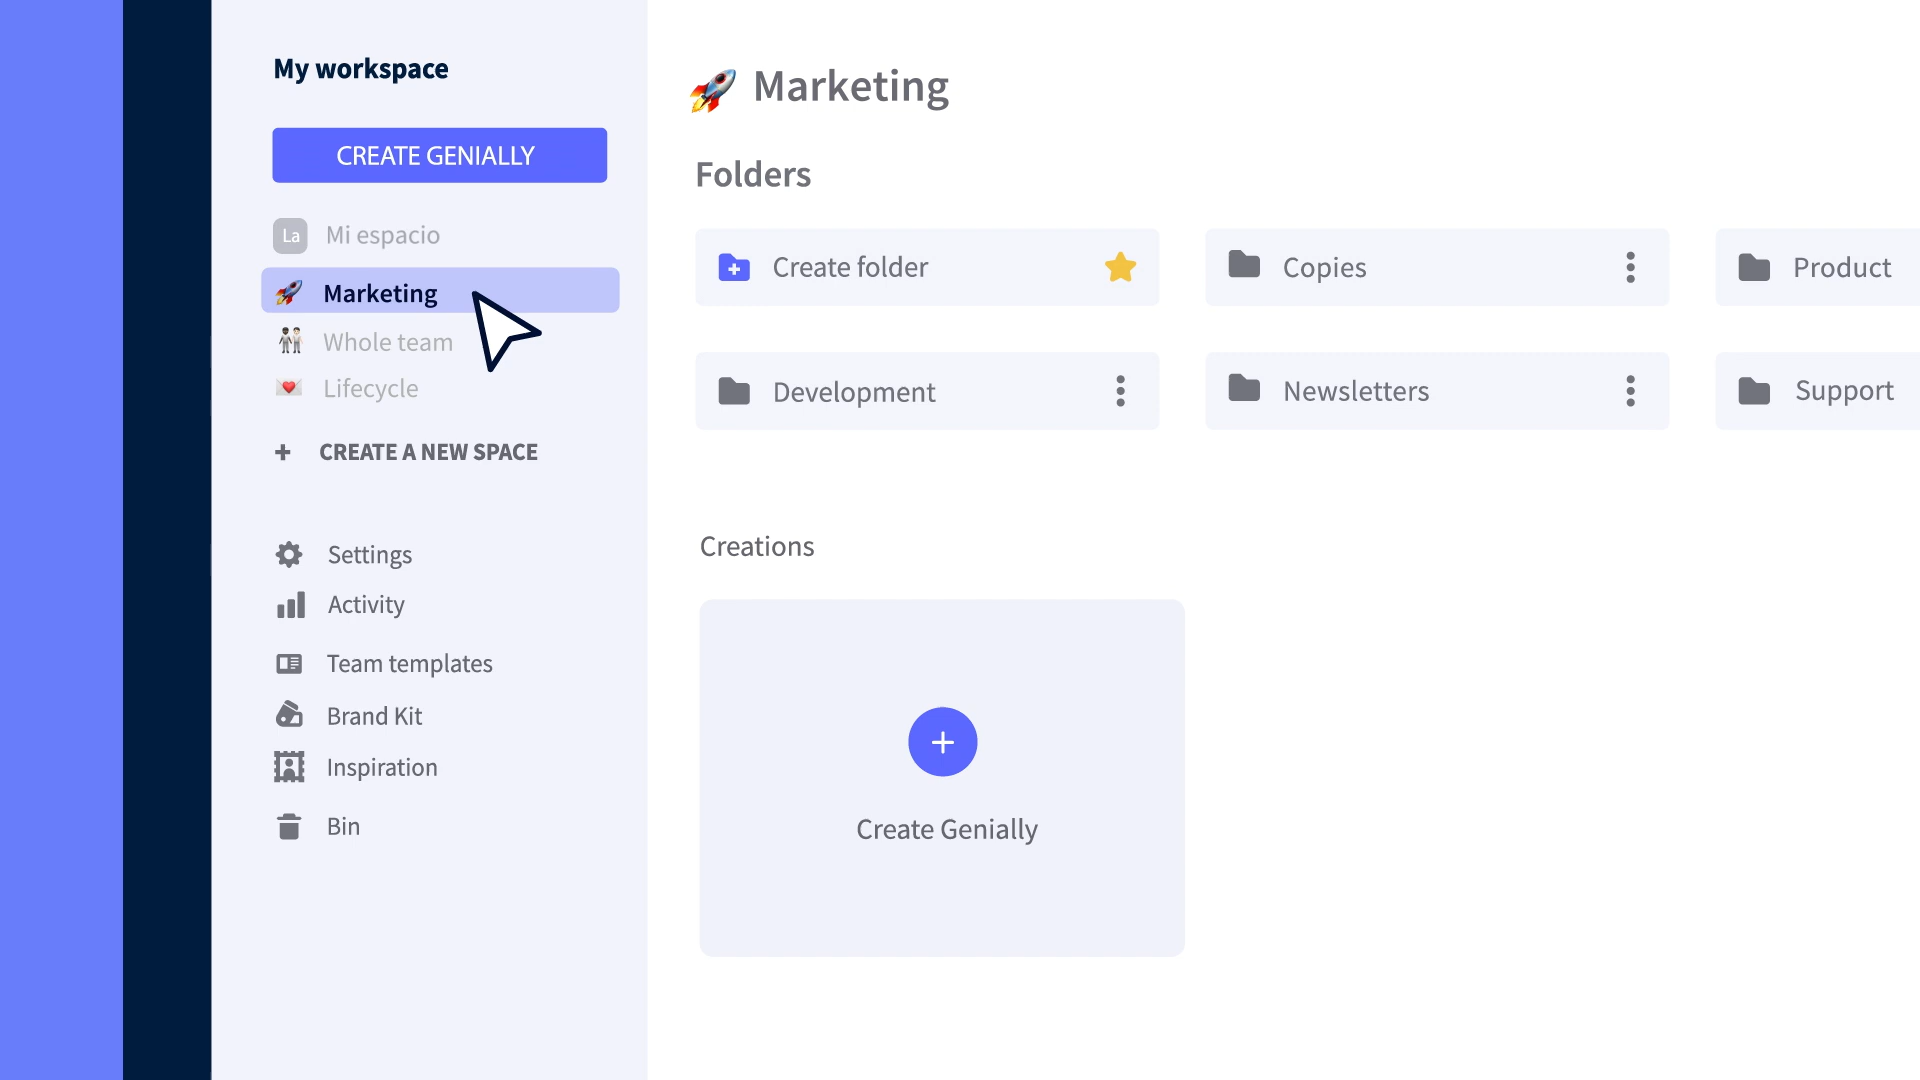 My workspace
CREATE GENIALLY
La Mi espacio
Marketing
Whole team
Lifecycle
+ CREATE A NEW SPACE
Settings
Activity
Team templates
Brand Kit
Inspiration
Bin
Marketing
Folders
Create folder
Copies
Product
Development
Newsletters
Support
Creations
Create Genially